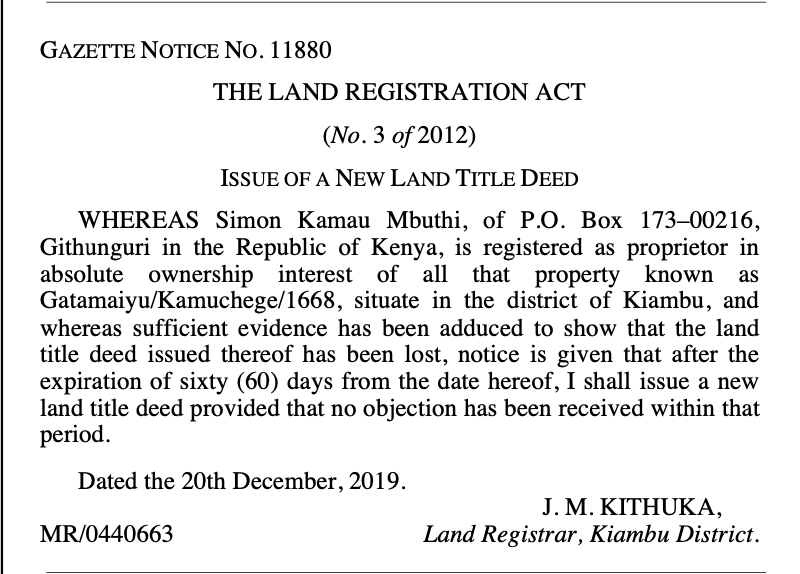 GAZETTE NOTICE NO. 11880
THE LAND REGISTRATION ACT
(No. 3 of 2012)
ISSUE OF A NEW LAND TITLE DEED
WHEREAS Simon Kamau Mbuthi, of P.O. Box 173–00216,
Githunguri in the Republic of Kenya, is registered as proprietor in
absolute ownership interest of all that property known as
Gatamaiyu/Kamuchege/1668, situate in the district of Kiambu, and
whereas sufficient evidence has been adduced to show that the land
title deed issued thereof has been lost, notice is given that after the
expiration of sixty (60) days from the date hereof, I shall issue a new
land title deed provided that no objection has been received within that
period.
Dated the 20th December, 2019.
J. M. KITHUKA,
MR/0440663 Land Registrar, Kiambu District.